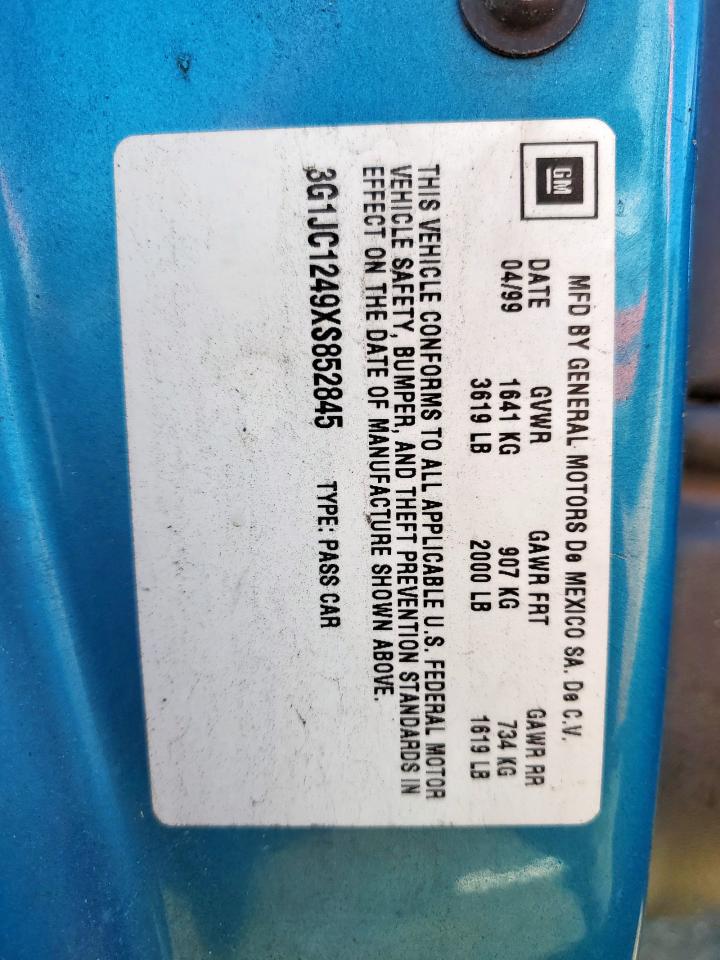 GM
MFD BY GENERAL MOTORS De MEXICO SA. De C.V.
DATE GVWR GAWR FRT GAWR RR
04/99 1641 KG 907 KG 734 KG
3619 LB 2000 LB 1619 LB
THIS VEHICLE CONFORMS TO ALL APPLICABLE U.S. FEDERAL MOTOR
VEHICLE SAFETY, BUMPER, AND THEFT PREVENTION STANDARDS IN
EFFECT ON THE DATE OF MANUFACTURE SHOWN ABOVE.
3G1JC1249XS852845 TYPE: PASS CAR